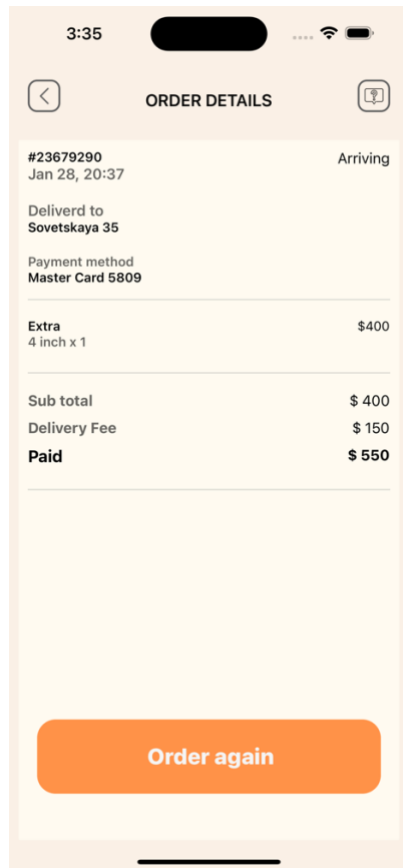 3:35
ORDER DETAILS
#23679290 Arriving
Jan 28, 20:37
Deliverd to
Sovetskaya 35
Payment method
Master Card 5809
Extra $400
4 inch x 1
Sub total $ 400
Delivery Fee $ 150
Paid $ 550
Order again